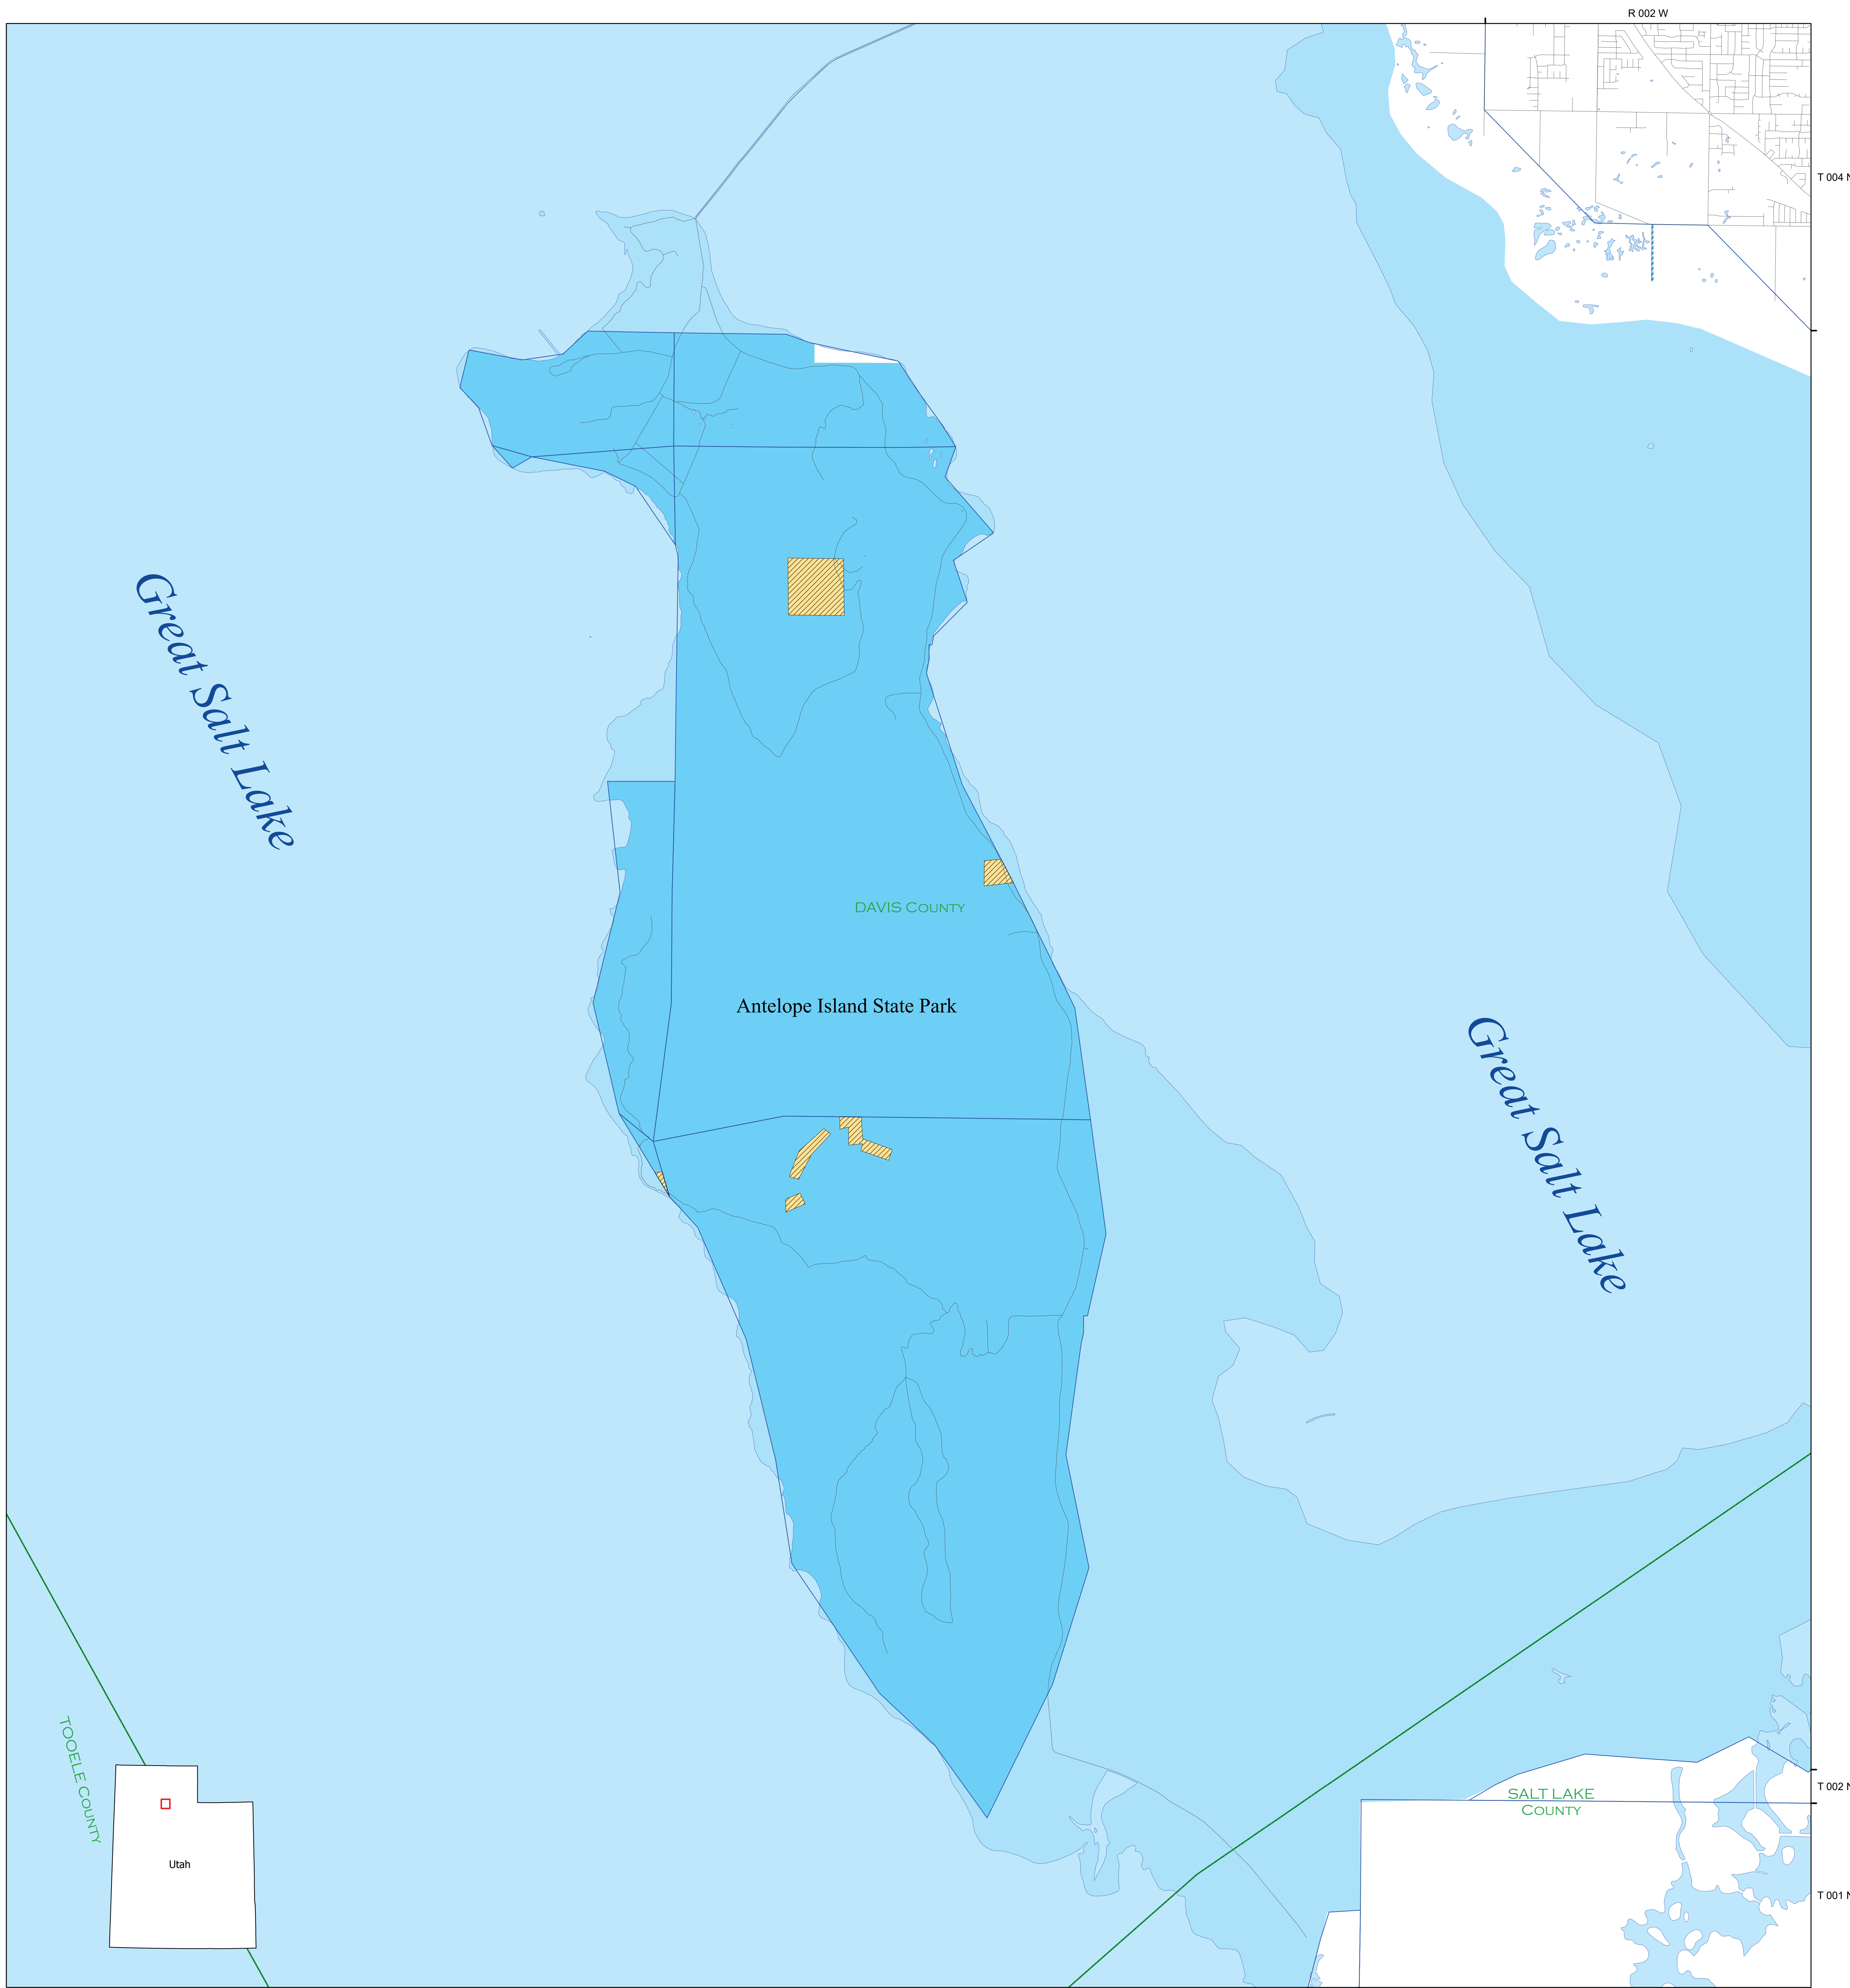 R 002 W
T 004 N
Great Salt Lake
DAVIS COUNTY
Antelope Island State Park
Great Salt Lake
TOOELE COUNTY
SALT LAKE
COUNTY
T 002 N
Utah
T 001 N